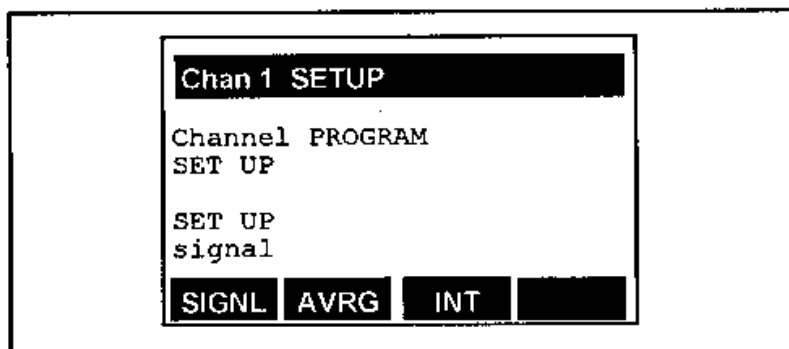 Chan 1 SETUP
Channel PROGRAM
SET UP
SET UP
signal
SIGNL AVRG INT